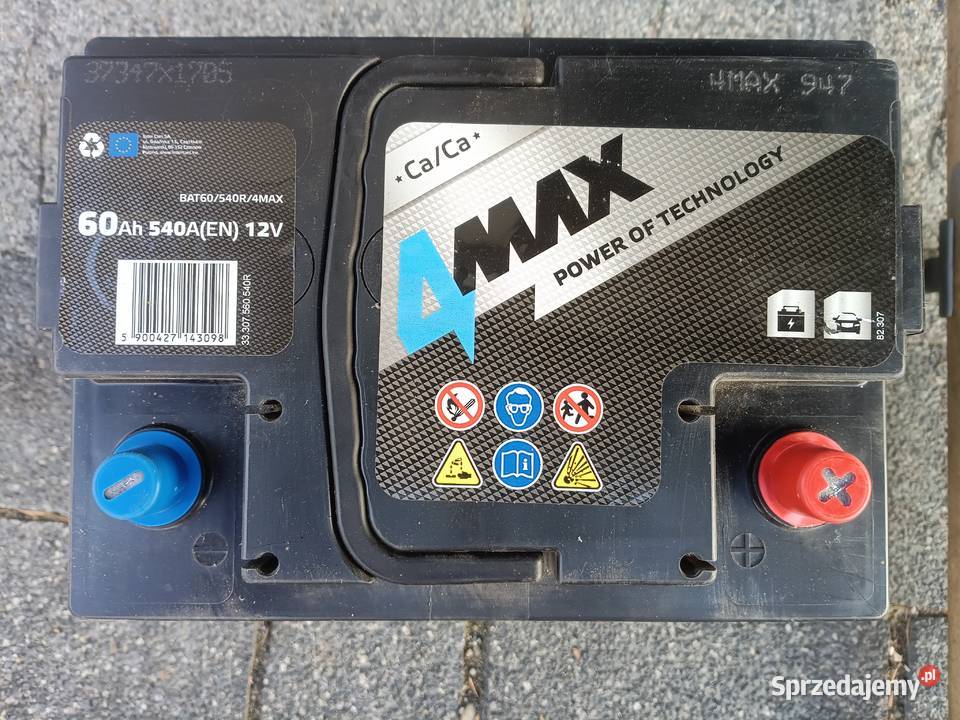 37347X1705
4MAX 947
BAT60/540R/4MAX
60Ah 540A(EN) 12V
5 900427 143098
33.307.560.540R
*Ca/Ca*
4MAX
POWER OF TECHNOLOGY
82.307
Sprzedajemy.pl